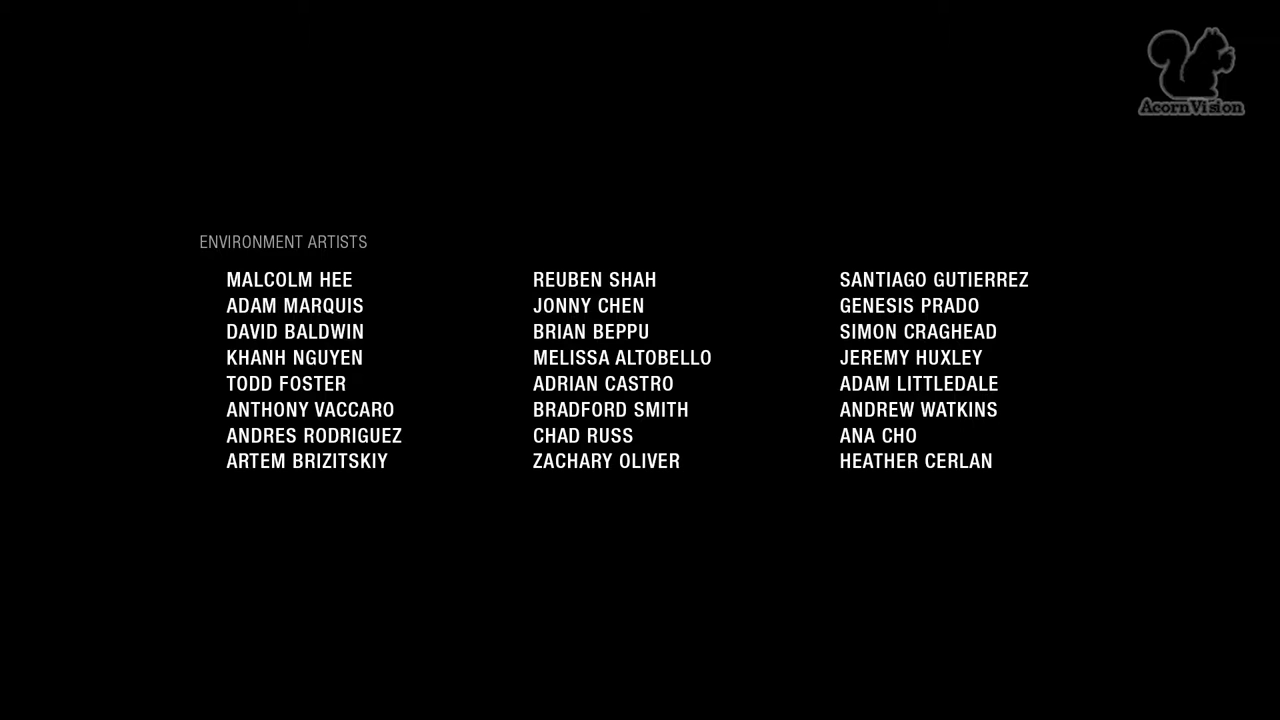 AcornVision
ENVIRONMENT ARTISTS
MALCOLM HEE
ADAM MARQUIS
DAVID BALDWIN
KHANH NGUYEN
TODD FOSTER
ANTHONY VACCARO
ANDRES RODRIGUEZ
ARTEM BRIZITSKIY
REUBEN SHAH
JONNY CHEN
BRIAN BEPPU
MELISSA ALTOBELLO
ADRIAN CASTRO
BRADFORD SMITH
CHAD RUSS
ZACHARY OLIVER
SANTIAGO GUTIERREZ
GENESIS PRADO
SIMON CRAGHEAD
JEREMY HUXLEY
ADAM LITTLEDALE
ANDREW WATKINS
ANA CHO
HEATHER CERLAN